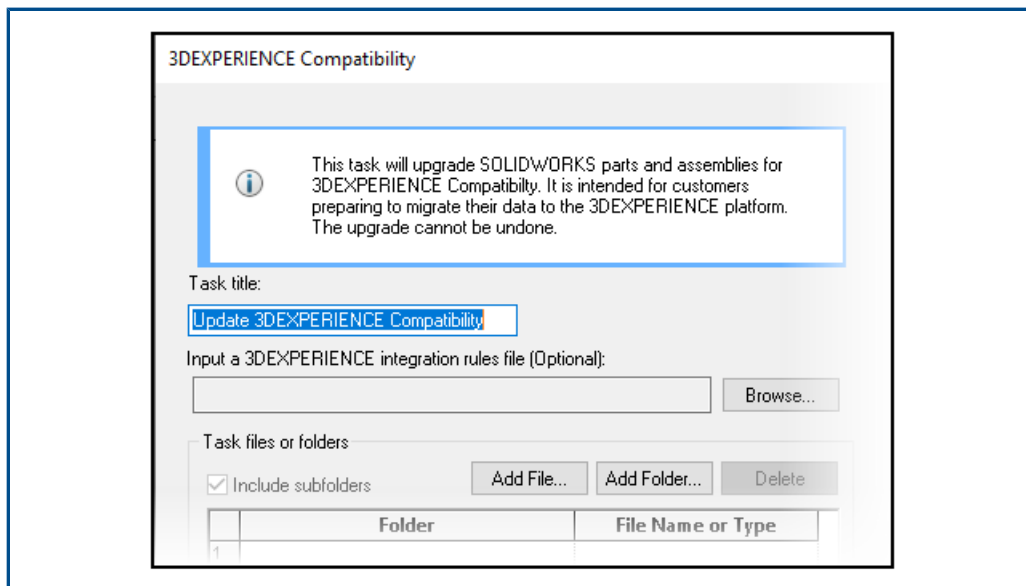 3DEXPERIENCE Compatibility
This task will upgrade SOLIDWORKS parts and assemblies for
3DEXPERIENCE Compatibilty. It is intended for customers
preparing to migrate their data to the 3DEXPERIENCE platform.
The upgrade cannot be undone.
Task title:
Update 3DEXPERIENCE Compatibility
Input a 3DEXPERIENCE integration rules file (Optional):
Browse...
Task files or folders
Include subfolders Add File... Add Folder... Delete
Folder File Name or Type
1